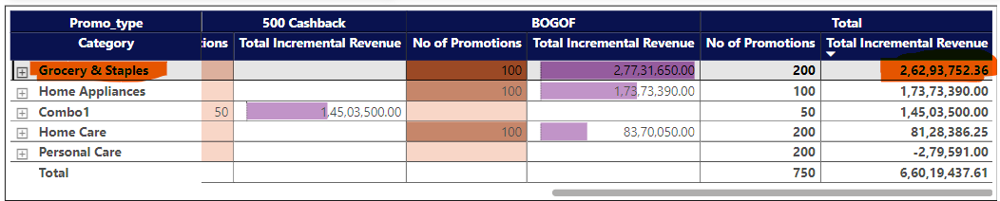 Promo_type 500 Cashback BOGOF Total
Category ions Total Incremental Revenue No of Promotions Total Incremental Revenue No of Promotions Total Incremental Revenue
Grocery & Staples 100 2,77,31,650.00 200 2,62,93,752.36
Home Appliances 100 1,73,73,390.00 100 1,73,73,390.00
Combo1 50 1,45,03,500.00 50 1,45,03,500.00
Home Care 100 83,70,050.00 200 81,28,386.25
Personal Care 200 -2,79,591.00
Total 750 6,60,19,437.61